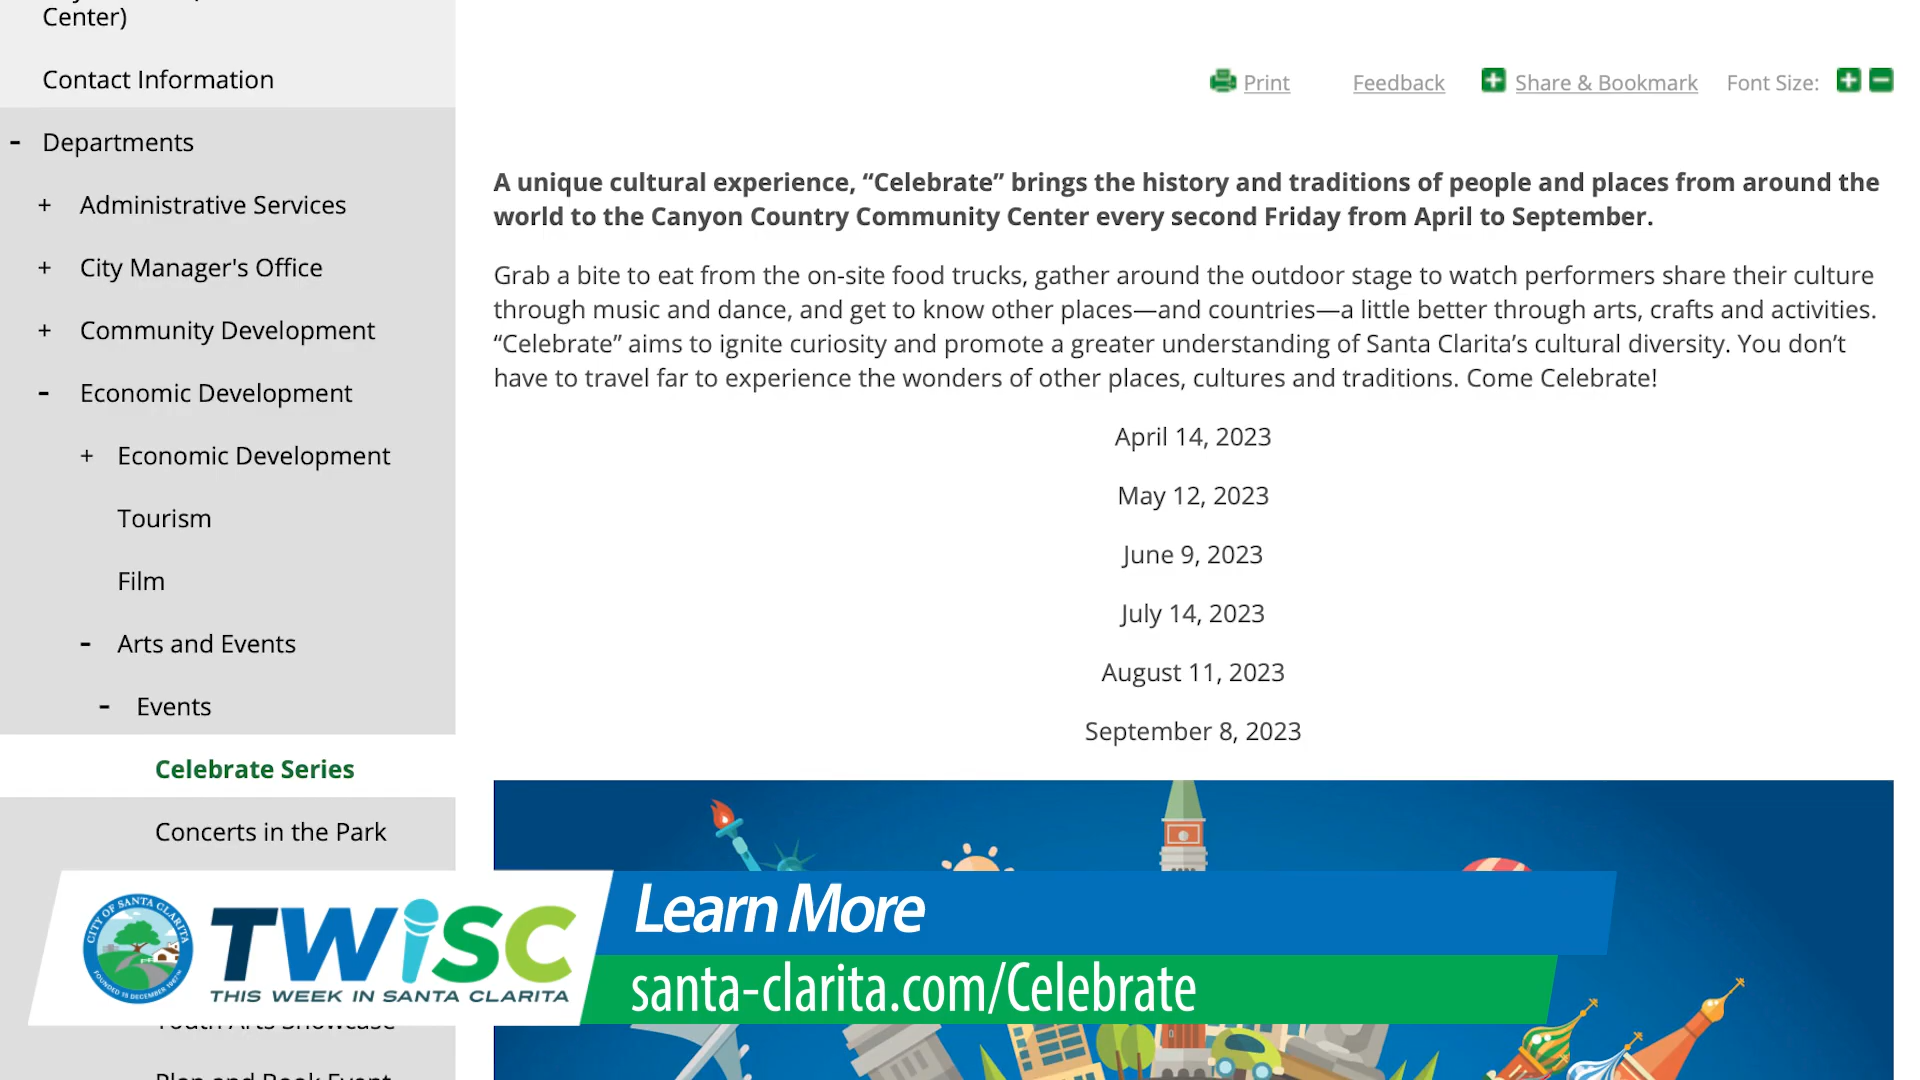 Center)
Contact Information
- Departments
+ Administrative Services
+ City Manager's Office
+ Community Development
- Economic Development
+ Economic Development
Tourism
Film
- Arts and Events
- Events
Celebrate Series
Concerts in the Park
Youth Arts Showcase
Plan and Book Event
Print Feedback Share & Bookmark Font Size:
A unique cultural experience, “Celebrate” brings the history and traditions of people and places from around the
world to the Canyon Country Community Center every second Friday from April to September.
Grab a bite to eat from the on-site food trucks, gather around the outdoor stage to watch performers share their culture
through music and dance, and get to know other places—and countries—a little better through arts, crafts and activities.
“Celebrate” aims to ignite curiosity and promote a greater understanding of Santa Clarita’s cultural diversity. You don’t
have to travel far to experience the wonders of other places, cultures and traditions. Come Celebrate!
April 14, 2023
May 12, 2023
June 9, 2023
July 14, 2023
August 11, 2023
September 8, 2023
CITY OF SANTA CLARITA
FOUNDED 15 DECEMBER 1987
TWiSC
THIS WEEK IN SANTA CLARITA
Learn More
santa-clarita.com/Celebrate